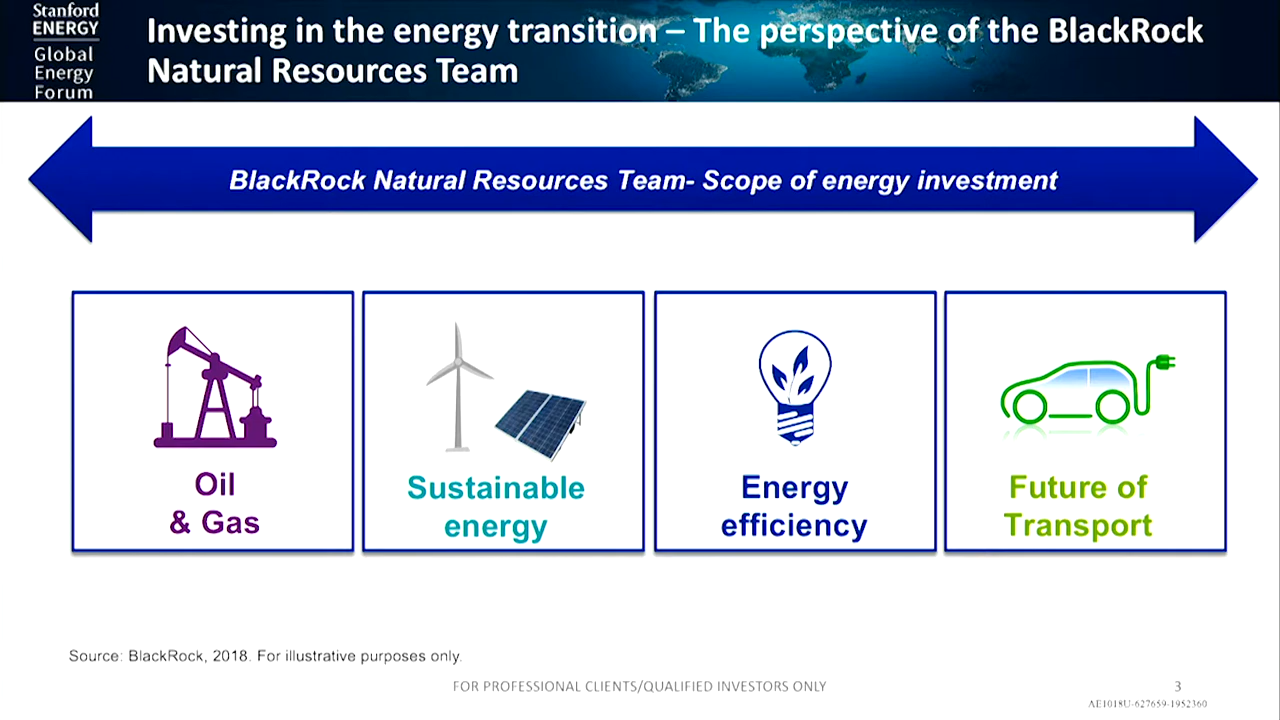 Stanford
ENERGY
Global
Energy
Forum
Investing in the energy transition – The perspective of the BlackRock
Natural Resources Team
BlackRock Natural Resources Team- Scope of energy investment
Oil
& Gas
Sustainable
energy
Energy
efficiency
Future of
Transport
Source: BlackRock, 2018. For illustrative purposes only.
FOR PROFESSIONAL CLIENTS/QUALIFIED INVESTORS ONLY
3
AE1018U-627659-1952360